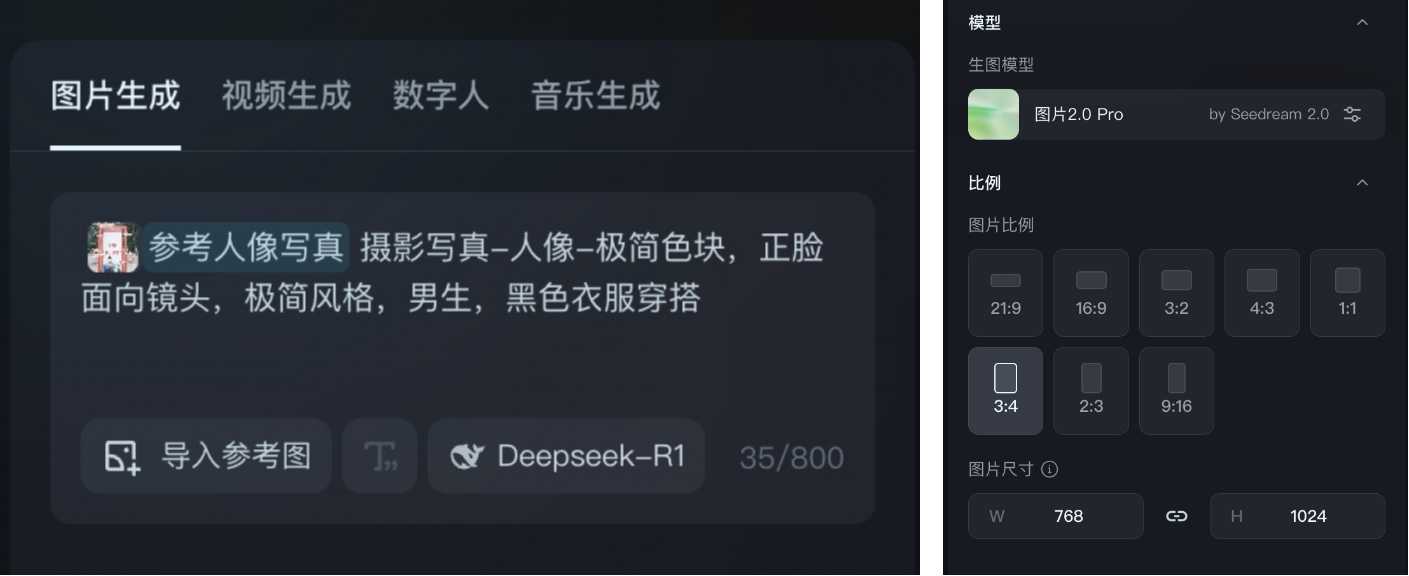 图片生成 视频生成 数字人 音乐生成
参考人像写真 摄影写真-人像-极简色块，正脸
面向镜头，极简风格，男生，黑色衣服穿搭
导入参考图 T Deepseek-R1 35/800
模型
生图模型
图片2.0 Pro by Seedream 2.0
比例
图片比例
21:9 16:9 3:2 4:3 1:1
3:4 2:3 9:16
图片尺寸
W 768 H 1024